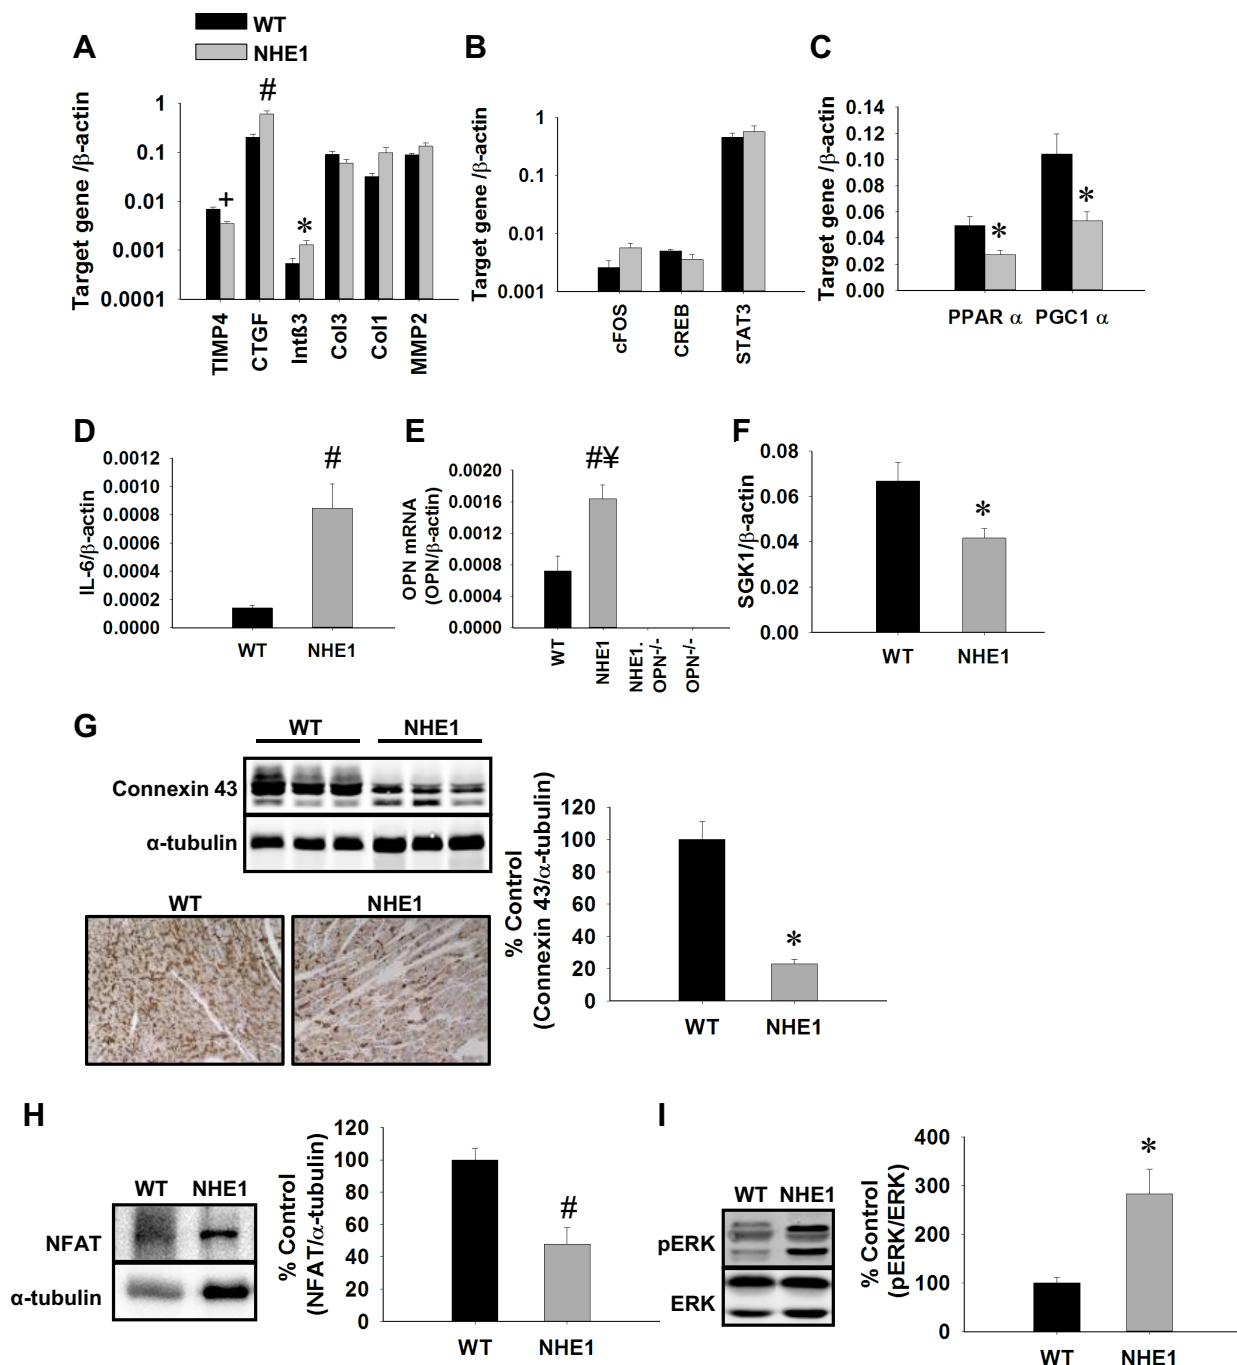 WT
NHE1
A
Target gene /β-actin
1
0.1
0.01
0.001
0.0001
+
#
*
TIMP4
CTGF
Intß3
Col3
Col1
MMP2
B
Target gene /β-actin
1
0.1
0.01
0.001
cFOS
CREB
STAT3
C
Target gene /β-actin
0.14
0.12
0.10
0.08
0.06
0.04
0.02
0.00
*
*
PPAR α
PGC1 α
D
IL-6/β-actin
0.0012
0.0010
0.0008
0.0006
0.0004
0.0002
0.0000
#
WT
NHE1
E
OPN mRNA
(OPN/β-actin)
0.0020
0.0016
0.0012
0.0008
0.0004
0.0000
#¥
WT
NHE1
NHE1.
OPN-/-
OPN-/-
F
SGK1/β-actin
0.08
0.06
0.04
0.02
0.00
*
WT
NHE1
G
WT
NHE1
Connexin 43
α-tubulin
WT
NHE1
% Control
(Connexin 43/α-tubulin)
120
100
80
60
40
20
0
*
WT
NHE1
H
WT
NHE1
NFAT
α-tubulin
% Control
(NFAT/α-tubulin)
120
100
80
60
40
20
0
#
WT
NHE1
I
WT
NHE1
pERK
ERK
% Control
(pERK/ERK)
400
300
200
100
0
*
WT
NHE1